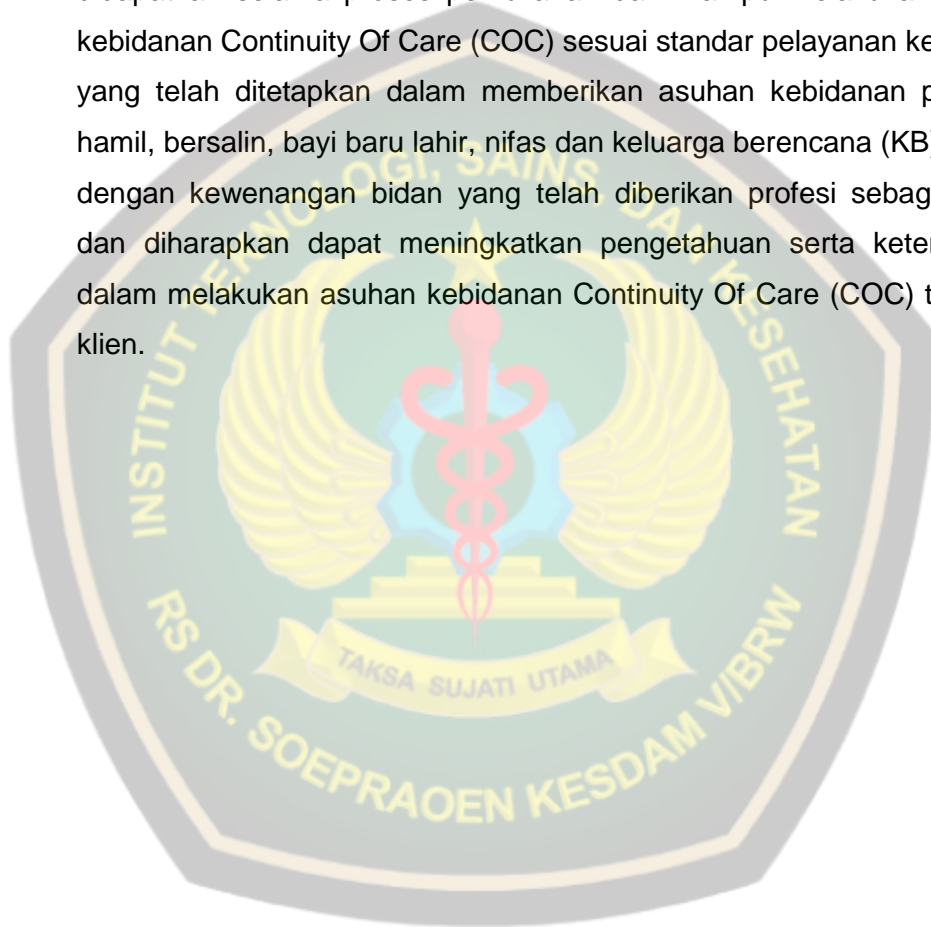 kebidanan Continuity Of Care (COC) sesuai standar pelayanan
yang telah ditetapkan dalam memberikan asuhan kebidanan
hamil, bersalin, bayi baru lahir, nifas dan keluarga berencana (KB)
dengan kewenangan bidan yang telah diberikan profesi
dan diharapkan dapat meningkatkan pengetahuan serta
dalam melakukan asuhan kebidanan Continuity Of Care (COC)
klien.
INSTITUT TEKNOLOGI, SAINS, DAN KESEHATAN
TAKSA SUJATI UTAMA
RS DR. SOEPRAOEN KESDAM V/BRW